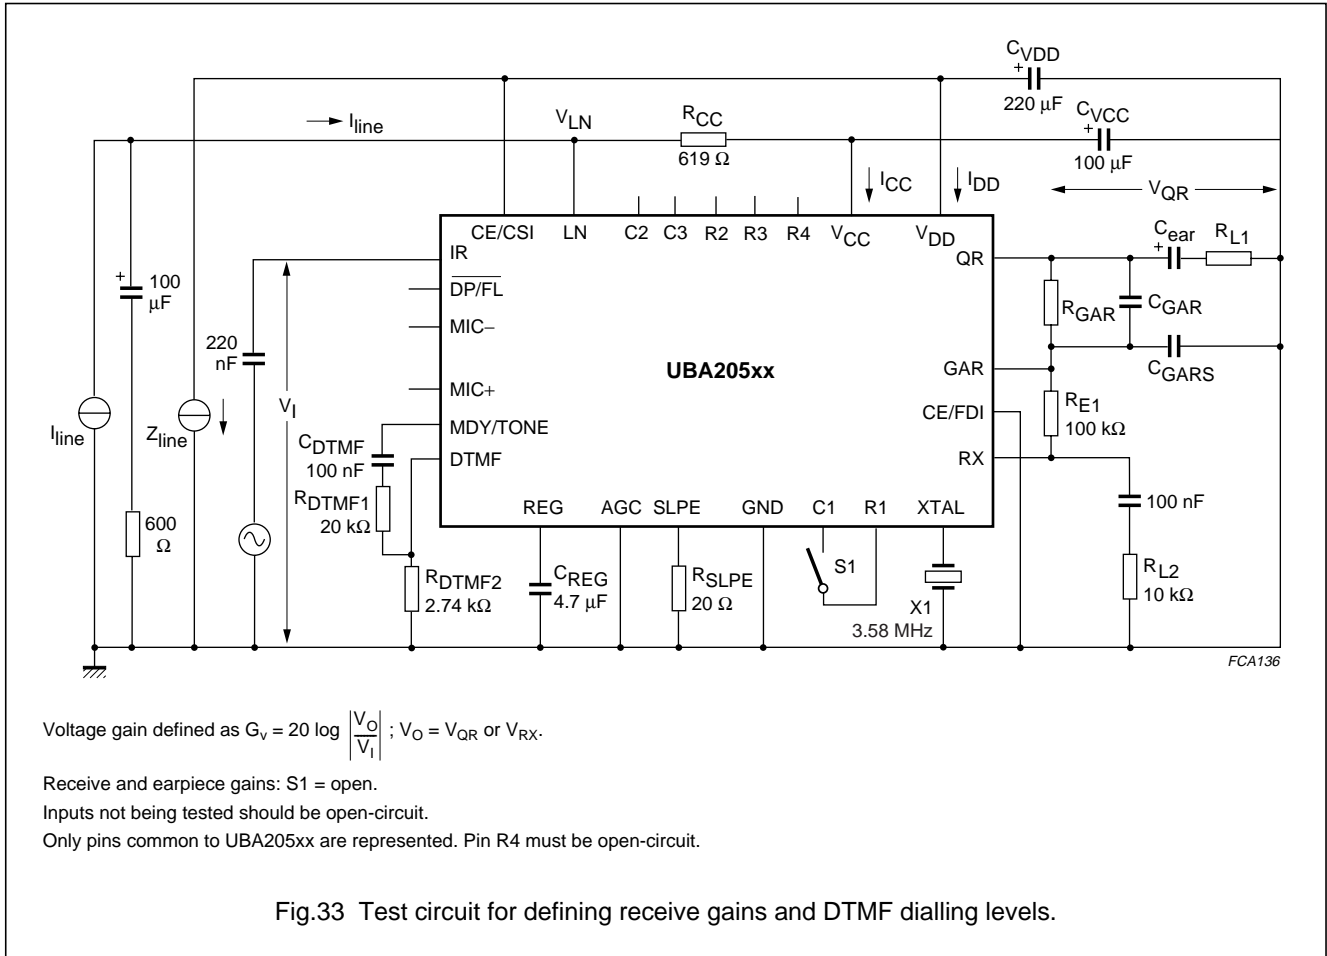 CVDD
+
220 µF
CVCC
+
100 µF
Iline
VLN
RCC
619 Ω
ICC
IDD
VQR
CE/CSI
LN
C2
C3
R2
R3
R4
VCC
VDD
IR
QR
Cear
+
RL1
+
100
µF
DP/FL
RGAR
CGAR
MIC−
220
nF
UBA205xx
GAR
CGARS
MIC+
VI
Iline
Zline
CE/FDI
RE1
100 kΩ
MDY/TONE
CDTMF
100 nF
DTMF
RX
RDTMF1
20 kΩ
REG
AGC
SLPE
GND
C1
R1
XTAL
100 nF
600
Ω
RDTMF2
2.74 kΩ
CREG
4.7 µF
RSLPE
20 Ω
S1
X1
3.58 MHz
RL2
10 kΩ
FCA136
Voltage gain defined as Gv = 20 log |VO/VI| ; VO = VQR or VRX.
Receive and earpiece gains: S1 = open.
Inputs not being tested should be open-circuit.
Only pins common to UBA205xx are represented. Pin R4 must be open-circuit.
Fig.33 Test circuit for defining receive gains and DTMF dialling levels.